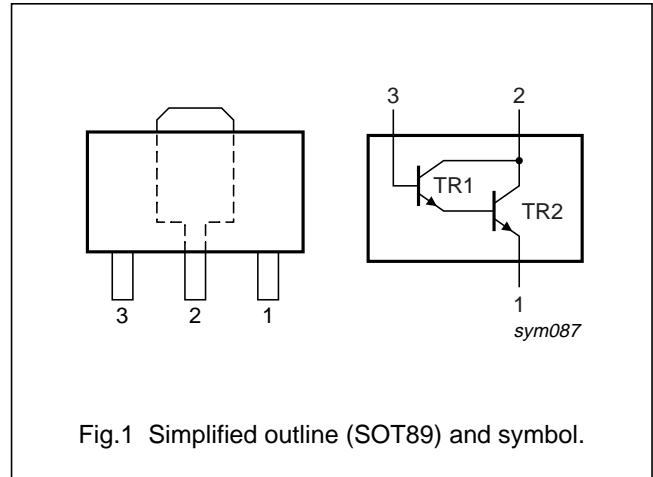 3 2
TR1
TR2
3 2 1
1
sym087
Fig.1 Simplified outline (SOT89) and symbol.